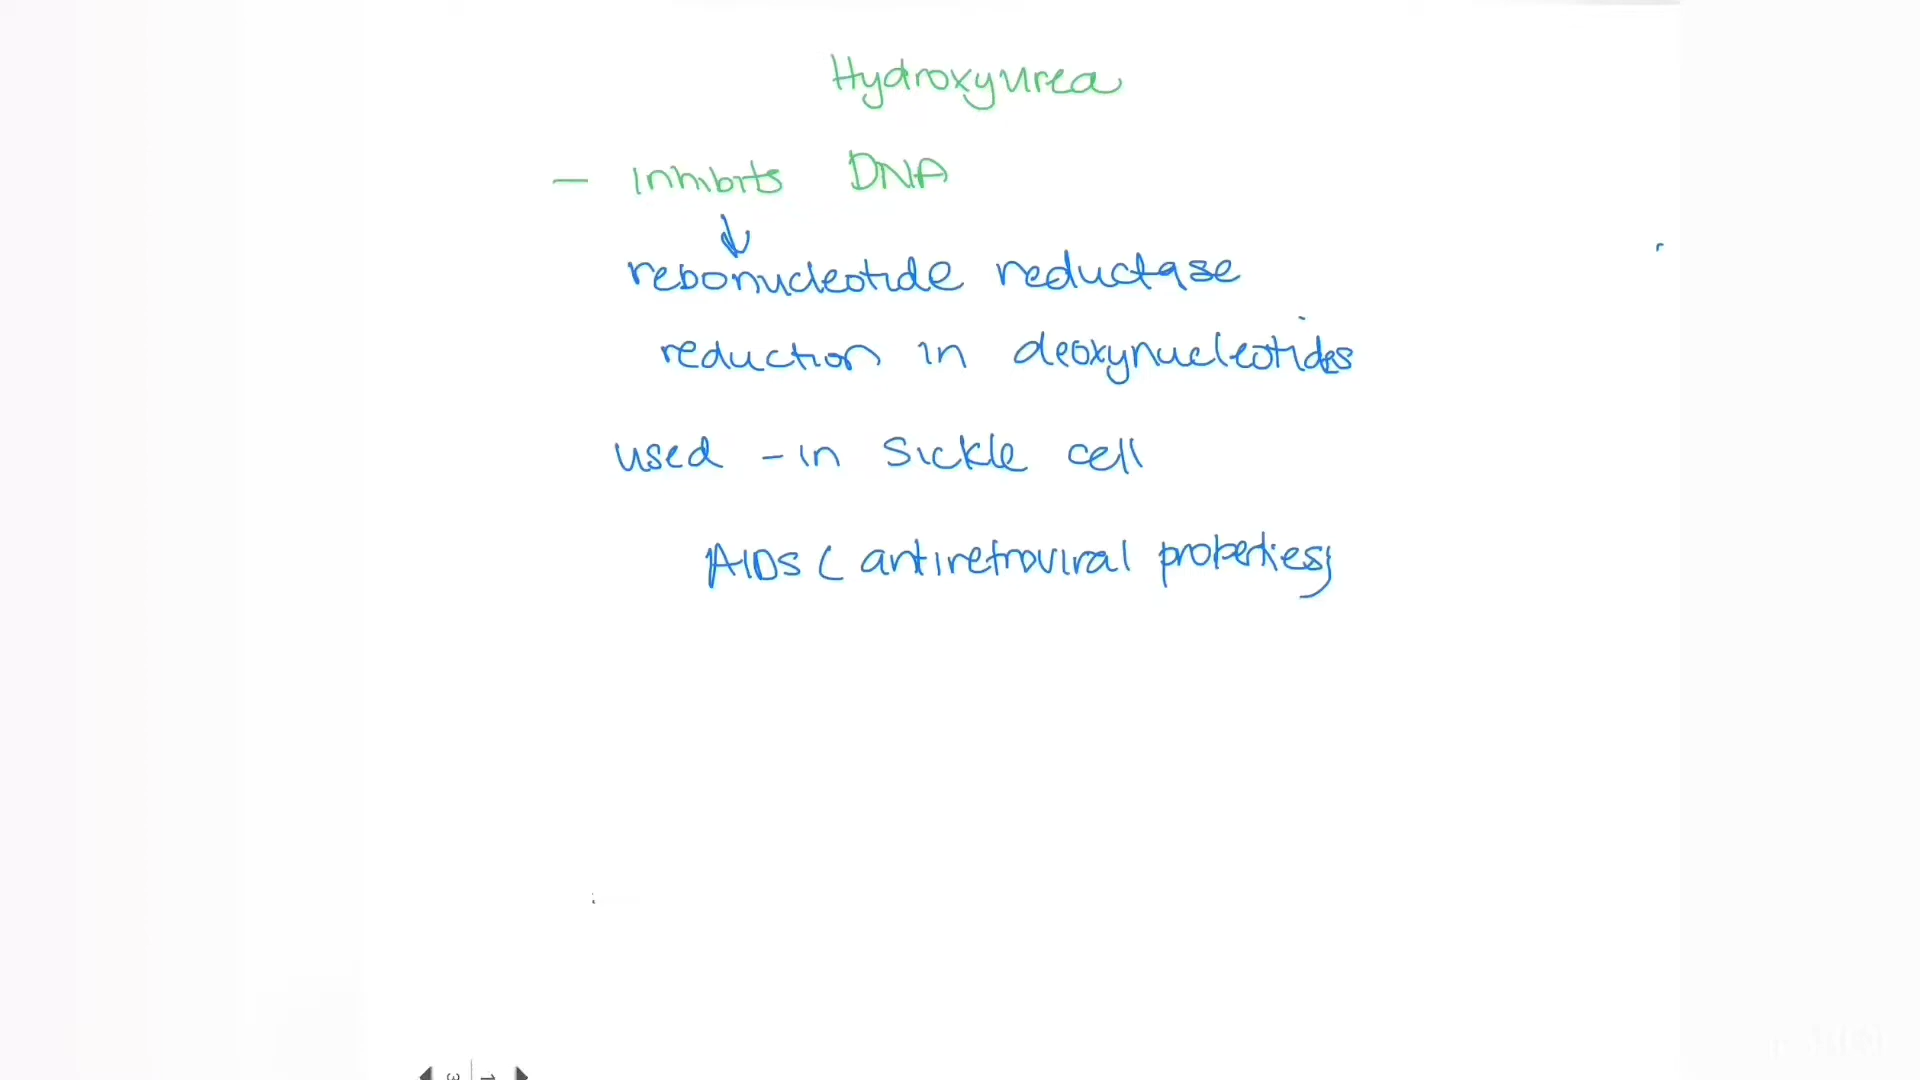 Hydroxyurea
- inhibits DNA
↓
rebonucleotide reductase
reduction in deoxynucleotides
used - in Sickle cell
AIDS (antiretroviral properties)